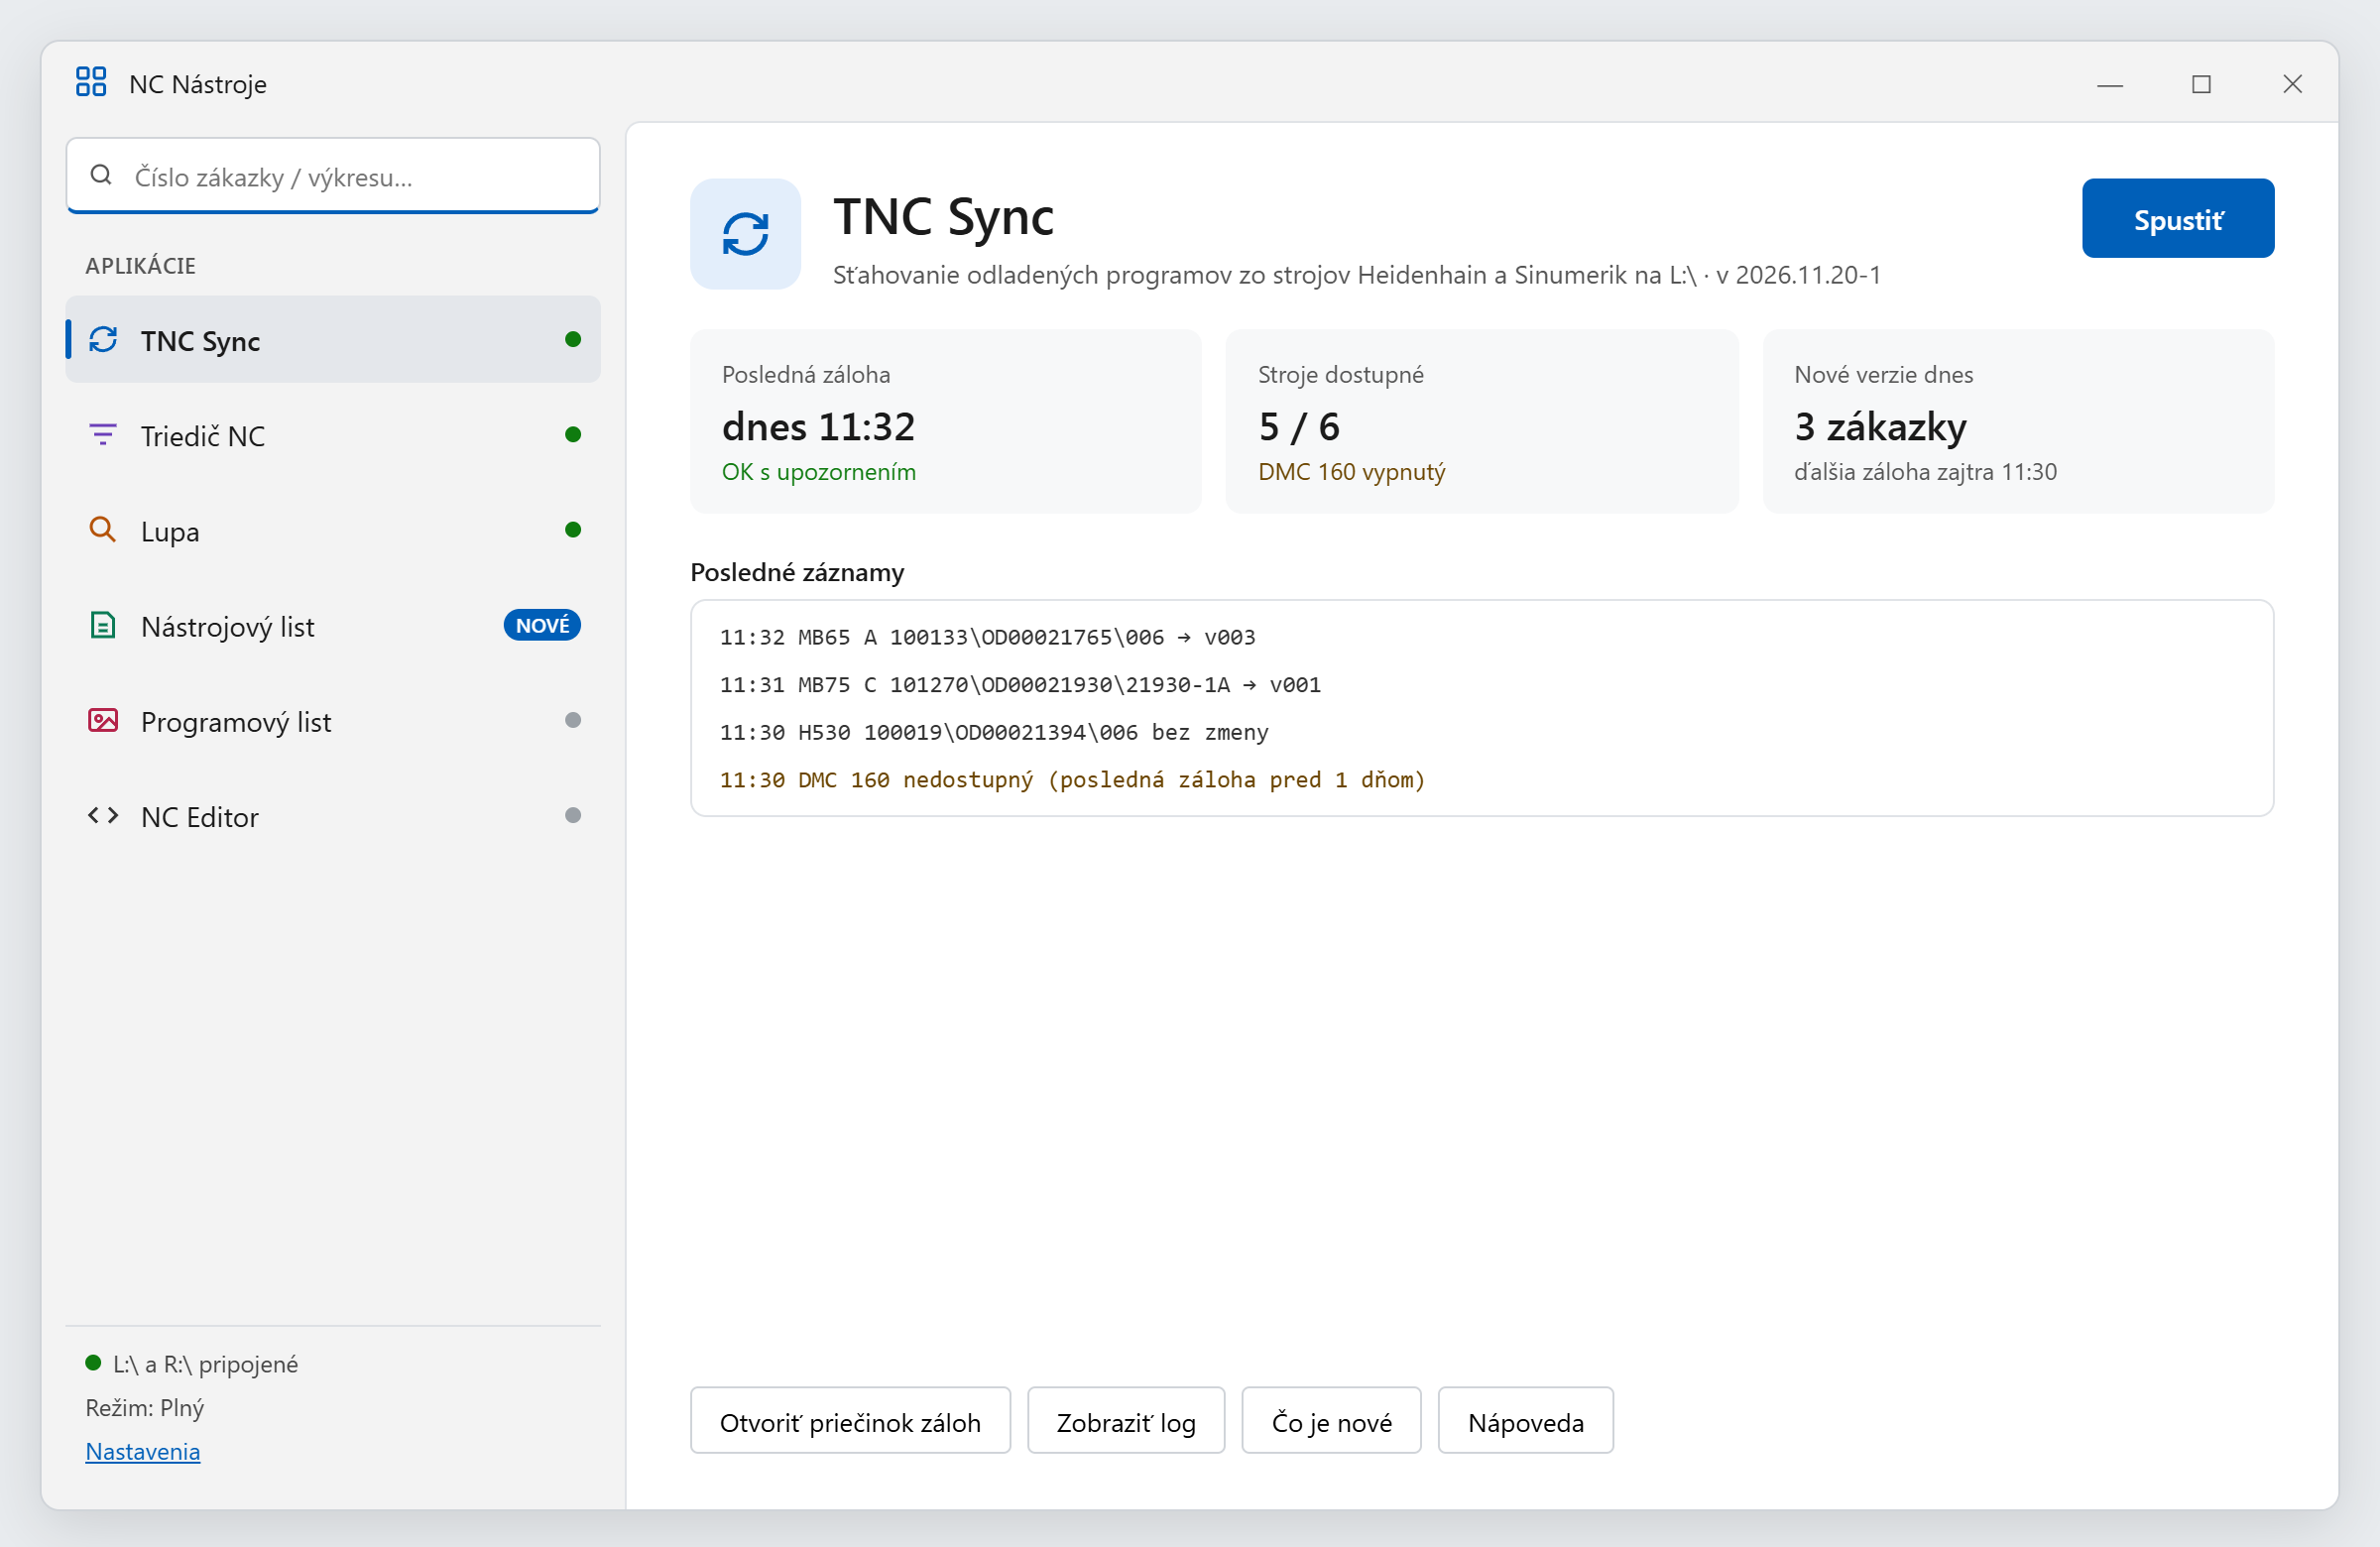 NC Nástroje
Číslo zákazky / výkresu...
APLIKÁCIE
TNC Sync
Triedič NC
Lupa
Nástrojový list
NOVÉ
Programový list
NC Editor
L:\ a R:\ pripojené
Režim: Plný
Nastavenia
TNC Sync
Sťahovanie odladených programov zo strojov Heidenhain a Sinumerik na L:\ · v 2026.11.20-1
Spustiť
Posledná záloha
dnes 11:32
OK s upozornením
Stroje dostupné
5 / 6
DMC 160 vypnutý
Nové verzie dnes
3 zákazky
ďalšia záloha zajtra 11:30
Posledné záznamy
11:32 MB65 A 100133\OD00021765\006 → v003
11:31 MB75 C 101270\OD00021930\21930-1A → v001
11:30 H530 100019\OD00021394\006 bez zmeny
11:30 DMC 160 nedostupný (posledná záloha pred 1 dňom)
Otvoriť priečinok záloh
Zobraziť log
Čo je nové
Nápoveda